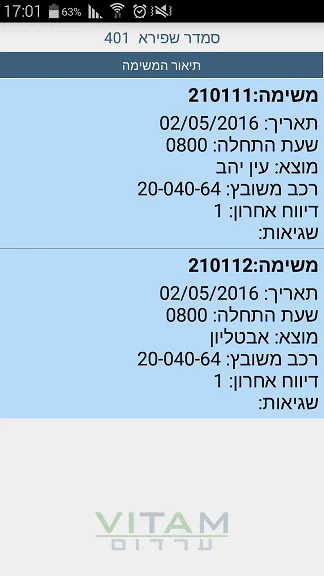 17:01 63%
סמדר שפירא 401
תיאור המשימה
משימה:210111
תאריך: 02/05/2016
שעת התחלה: 0800
מוצא: עין יהב
רכב משובץ: 20-040-64
דיווח אחרון: 1
שגיאות:
משימה:210112
תאריך: 02/05/2016
שעת התחלה: 0800
מוצא: אבטליון
רכב משובץ: 20-040-64
דיווח אחרון: 1
שגיאות:
VITAM
ערדום